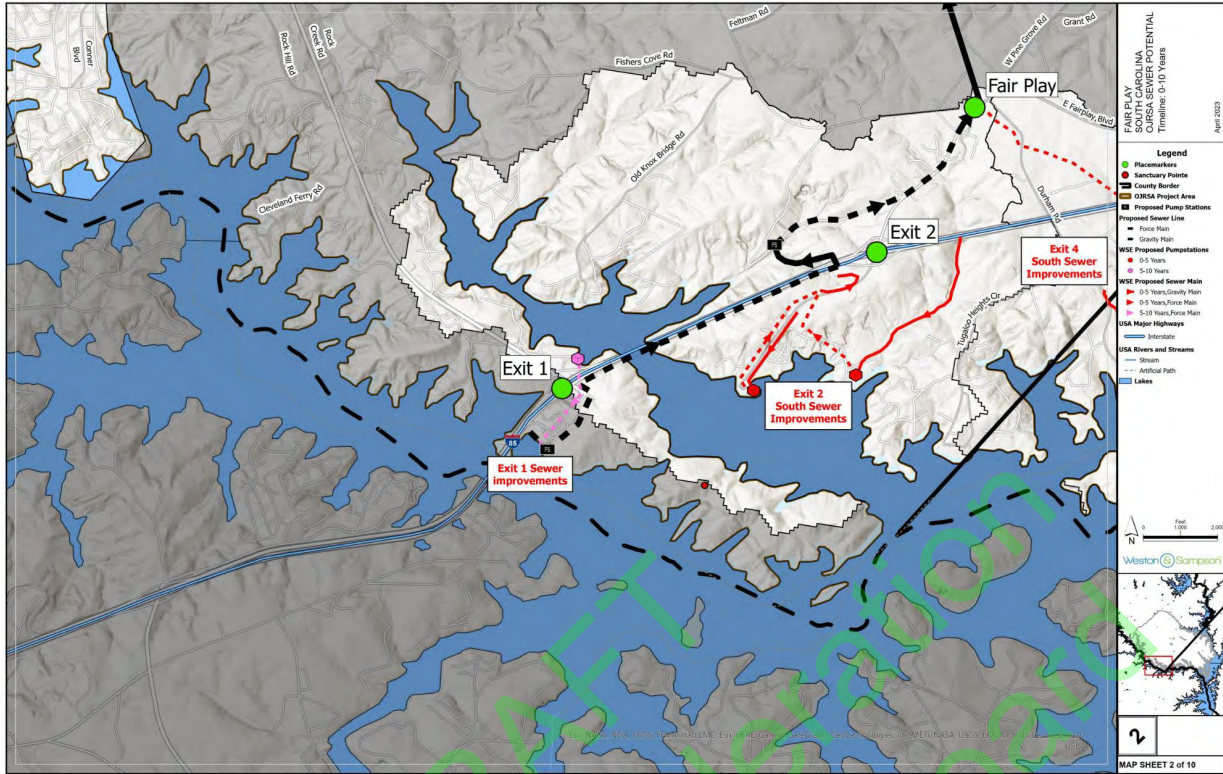 Conner
Blvd
Rock Hill Rd
Rock
Creek Rd
Feltman Rd
Fishers Cove Rd
W Pine Grove Rd
Grant Rd
Fair Play
E Fairplay Blvd
Old Knox Bridge Rd
Cleveland Ferry Rd
Durham Rd
Exit 2
PS
Exit 4
South Sewer
Improvements
Tugaloo Heights Cir
Exit 1
Exit 2
South Sewer
Improvements
85
PS
Exit 1 Sewer
improvements
FAIR PLAY
SOUTH CAROLINA
OJRSA SEWER POTENTIAL
Timeline: 0-10 Years
April 2023
Legend
Placemarkers
Sanctuary Pointe
County Border
OJRSA Project Area
Proposed Pump Stations
Proposed Sewer Line
Force Main
Gravity Main
WSE Proposed Pumpstations
0-5 Years
5-10 Years
WSE Proposed Sewer Main
0-5 Years,Gravity Main
0-5 Years,Force Main
5-10 Years,Force Main
USA Major Highways
Interstate
USA Rivers and Streams
Stream
Artificial Path
Lakes
N
Feet
0 1,000 2,000
Weston & Sampson
2
MAP SHEET 2 of 10